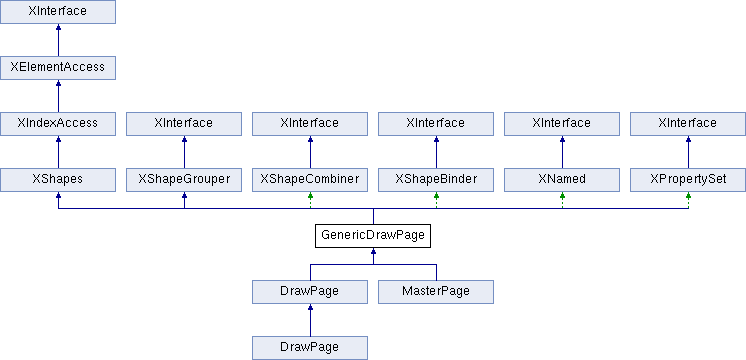 XInterface
XElementAccess
XIndexAccess XInterface XInterface XInterface XInterface XInterface
XShapes XShapeGrouper XShapeCombiner XShapeBinder XNamed XPropertySet
GenericDrawPage
DrawPage MasterPage
DrawPage